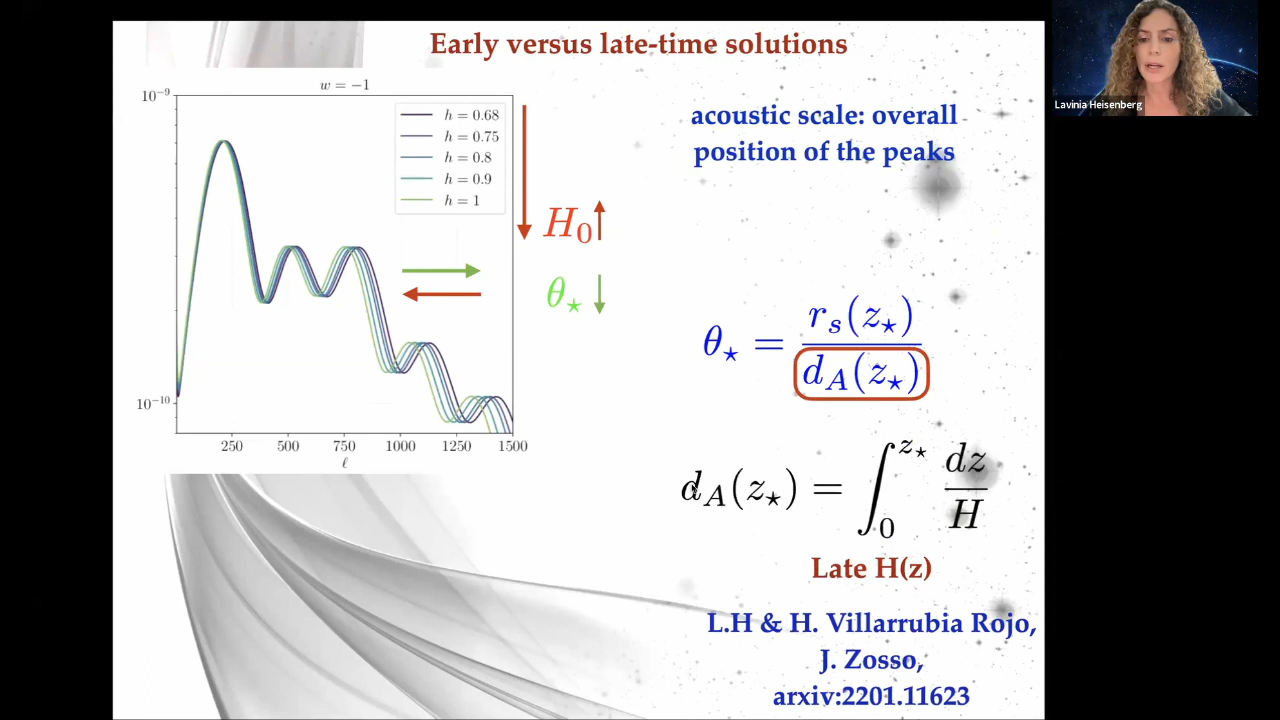 Early versus late-time solutions
w = −1
10⁻⁹
h = 0.68
h = 0.75
h = 0.8
h = 0.9
h = 1
10⁻¹⁰
250 500 750 1000 1250 1500
ℓ
H₀↑
θ⋆ ↓
acoustic scale: overall
position of the peaks
θ⋆ = r_s(z⋆) / d_A(z⋆)
d_A(z⋆) = ∫₀^z⋆ dz / H
Late H(z)
L.H & H. Villarrubia Rojo,
J. Zosso,
arxiv:2201.11623
Lavinia Heisenberg